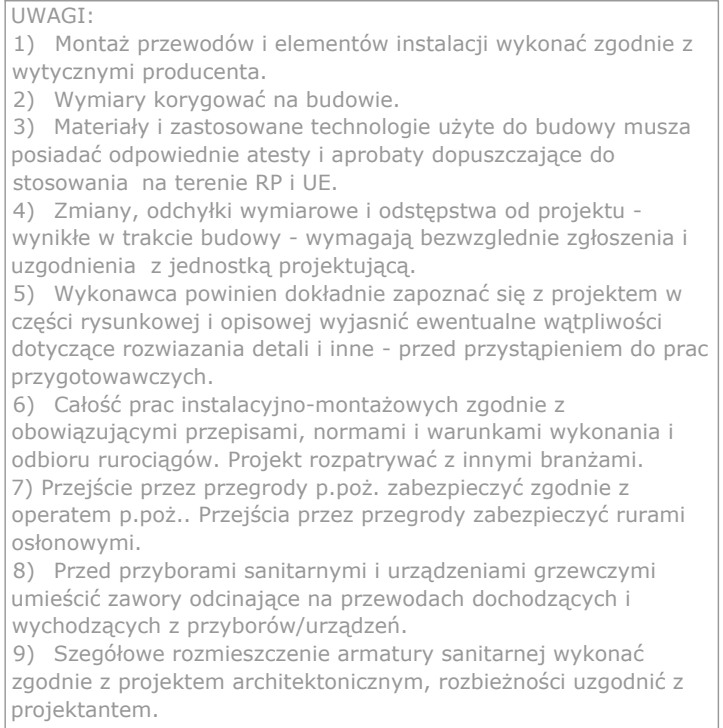 UWAGI:
1) Montaż przewodów i elementów instalacji wykonać zgodnie z
wytycznymi producenta.
2) Wymiary korygować na budowie.
3) Materiały i zastosowane technologie użyte do budowy musza
posiadać odpowiednie atesty i aprobaty dopuszczające do
stosowania na terenie RP i UE.
4) Zmiany, odchyłki wymiarowe i odstępstwa od projektu -
wynikłe w trakcie budowy - wymagają bezwzglednie zgłoszenia i
uzgodnienia z jednostką projektującą.
5) Wykonawca powinien dokładnie zapoznać się z projektem w
części rysunkowej i opisowej wyjasnić ewentualne wątpliwości
dotyczące rozwiazania detali i inne - przed przystąpieniem do prac
przygotowawczych.
6) Całość prac instalacyjno-montażowych zgodnie z
obowiązującymi przepisami, normami i warunkami wykonania i
odbioru rurociągów. Projekt rozpatrywać z innymi branżami.
7) Przejście przez przegrody p.poż. zabezpieczyć zgodnie z
operatem p.poż.. Przejścia przez przegrody zabezpieczyć rurami
osłonowymi.
8) Przed przyborami sanitarnymi i urządzeniami grzewczymi
umieścić zawory odcinające na przewodach dochodzących i
wychodzących z przyborów/urządzeń.
9) Szegółowe rozmieszczenie armatury sanitarnej wykonać
zgodnie z projektem architektonicznym, rozbieżności uzgodnić z
projektantem.